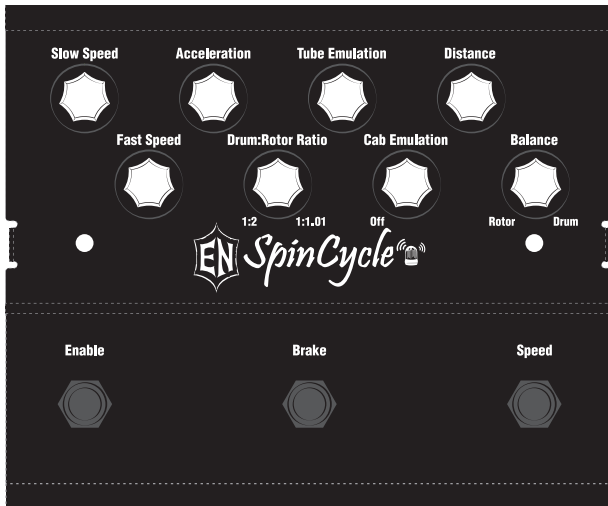 Slow Speed Acceleration Tube Emulation Distance
Fast Speed Drum:Rotor Ratio Cab Emulation Balance
1:2 1:1.01 Off Rotor Drum
EN SpinCycle
Enable Brake Speed